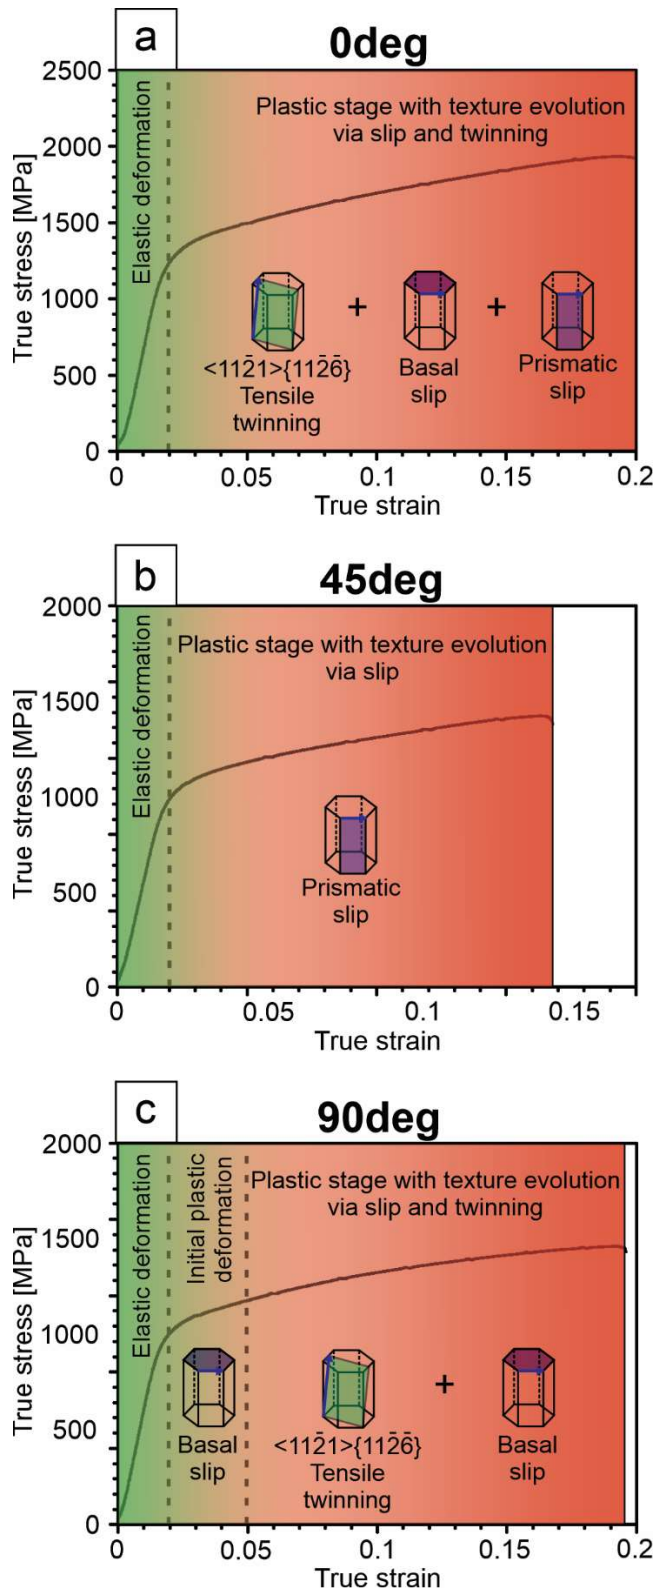 a
0deg
True stress [MPa]
2500
2000
1500
1000
500
0
Elastic deformation
Plastic stage with texture evolution
via slip and twinning
<112̄1>{112̄6̄}
Tensile
twinning
+
Basal
slip
+
Prismatic
slip
0
0.05
0.1
0.15
0.2
True strain
b
45deg
True stress [MPa]
2000
1500
1000
500
0
Elastic deformation
Plastic stage with texture evolution
via slip
Prismatic
slip
0
0.05
0.1
0.15
True strain
c
90deg
True stress [MPa]
2000
1500
1000
500
0
Elastic deformation
Initial plastic
deformation
Plastic stage with texture evolution
via slip and twinning
Basal
slip
<112̄1>{112̄6̄}
Tensile
twinning
+
Basal
slip
0
0.05
0.1
0.15
0.2
True strain